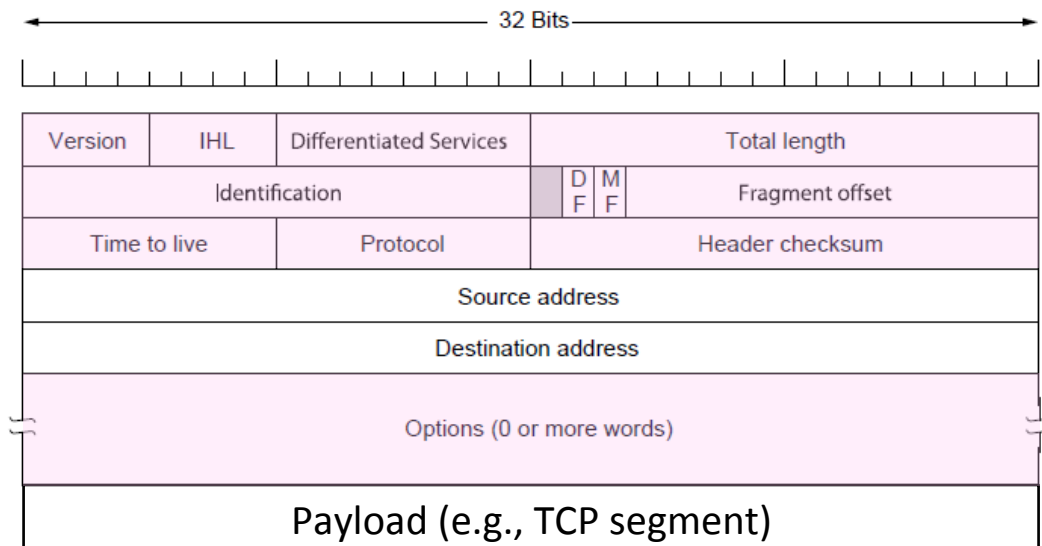 32 Bits
Version IHL Differentiated Services Total length
Identification D F M F Fragment offset
Time to live Protocol Header checksum
Source address
Destination address
Options (0 or more words)
Payload (e.g., TCP segment)